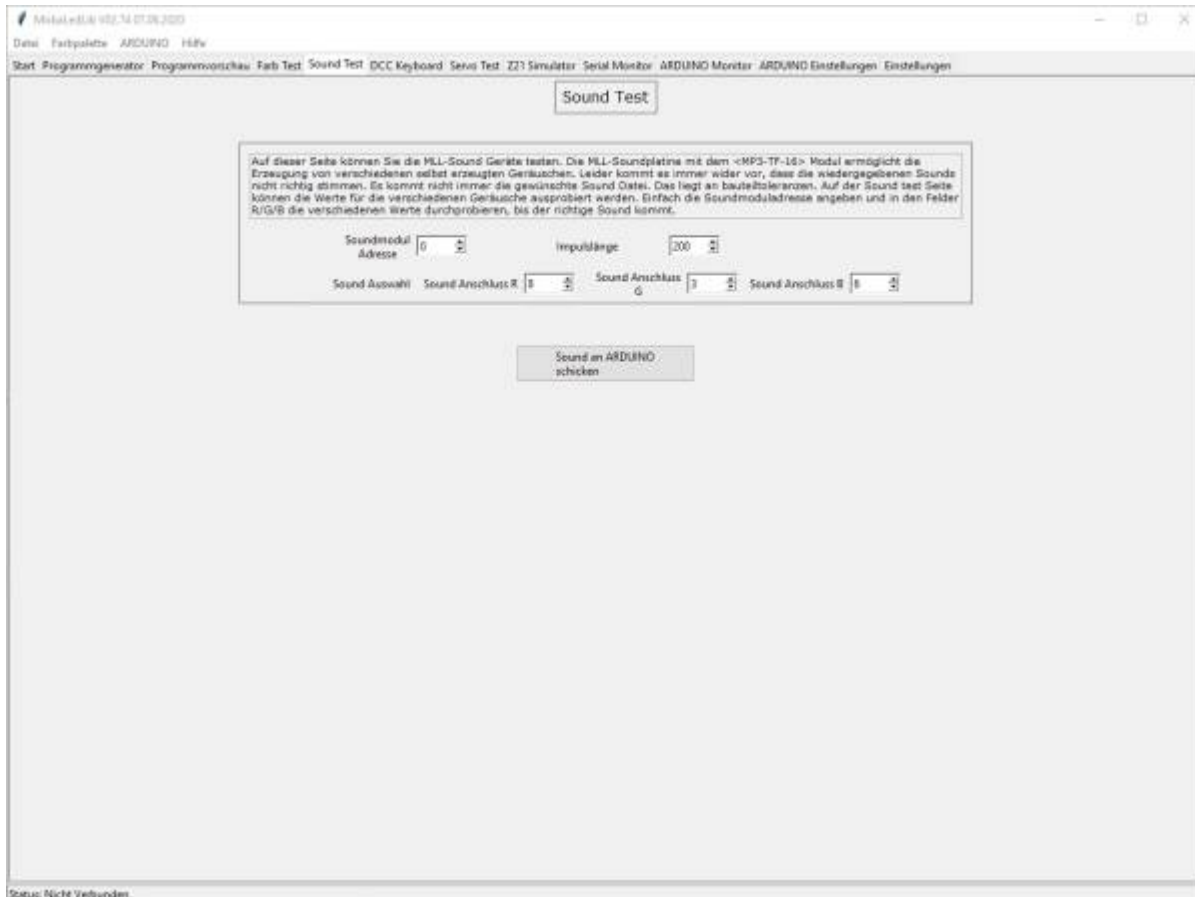 Datei Farbpalette ARDUINO Hilfe
Start Programmgenerator Programmvorschau Farb Test Sound Test DCC Keyboard Servo Test Z21 Simulator Serial Monitor ARDUINO Monitor ARDUINO Einstellungen Einstellungen
Sound Test
Auf dieser Seite können Sie die MLL-Sound Geräte testen. Die MLL-Soundplatine mit dem <MP3-TF-16> Modul ermöglicht die
Erzeugung von verschiedenen selbst erzeugten Geräuschen. Leider kommt es immer wider vor, dass die wiedergegebenen Sounds
nicht richtig stimmen. Es kommt nicht immer die gewünschte Sound Datei. Das liegt an bauteiltoleranzen. Auf der Sound test Seite
können die Werte für die verschiedenen Geräusche ausprobiert werden. Einfach die Soundmoduladresse angeben und in den Felder
R/G/B die verschiedenen Werte durchprobieren, bis der richtige Sound kommt.
Soundmodul
Adresse 0 Impulslänge 200
Sound Auswahl Sound Anschluss R Sound Anschluss
G 3 Sound Anschluss B
Sound an ARDUINO
schicken
Status: Nicht Verbunden